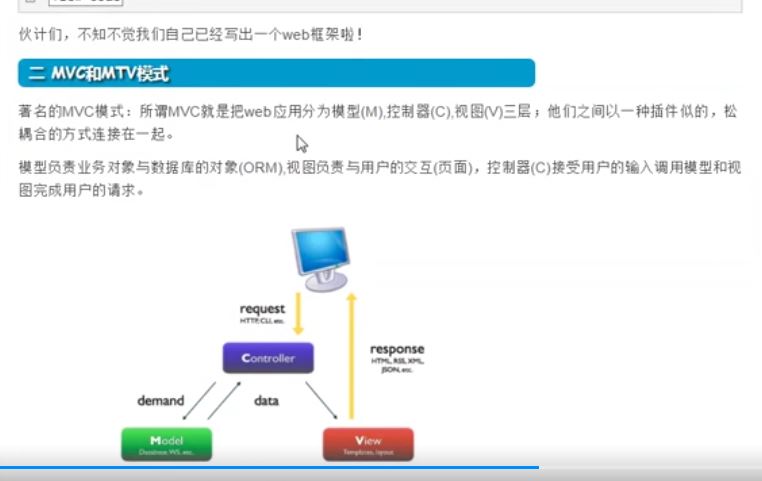 伙计们，不知不觉我们自己已经写出一个web框架啦！
二 MVC和MTV模式
著名的MVC模式：所谓MVC就是把web应用分为模型(M),控制器(C),视图(V)三层；他们之间以一种插件似的，松
耦合的方式连接在一起。
模型负责业务对象与数据库的对象(ORM),视图负责与用户的交互(页面)，控制器(C)接受用户的输入调用模型和视
图完成用户的请求。
request
HTTP, CLI, etc.
Controller
response
HTML, RSS, XML,
JSON, etc.
demand
data
Model
Database, WS, etc.
View
Templates, layout